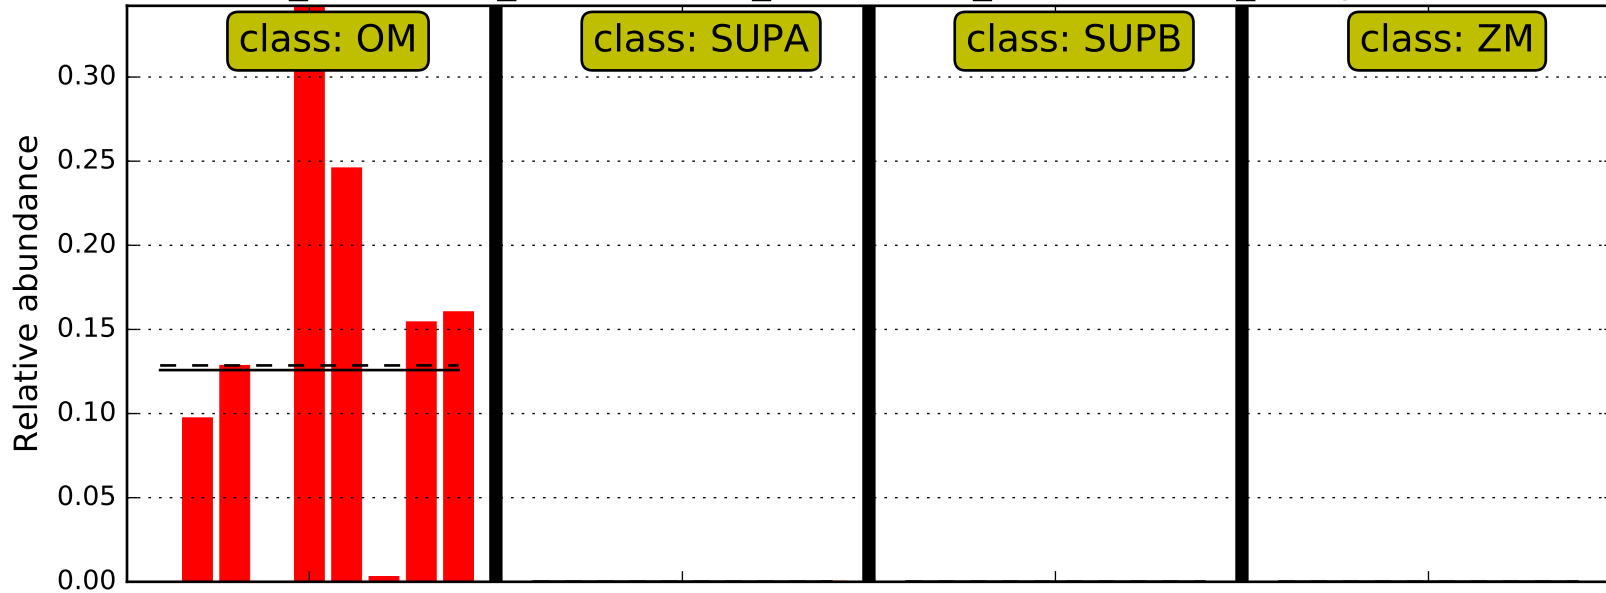 class: OM
class: SUPA
class: SUPB
class: ZM
Relative abundance
0.30
0.25
0.20
0.15
0.10
0.05
0.00